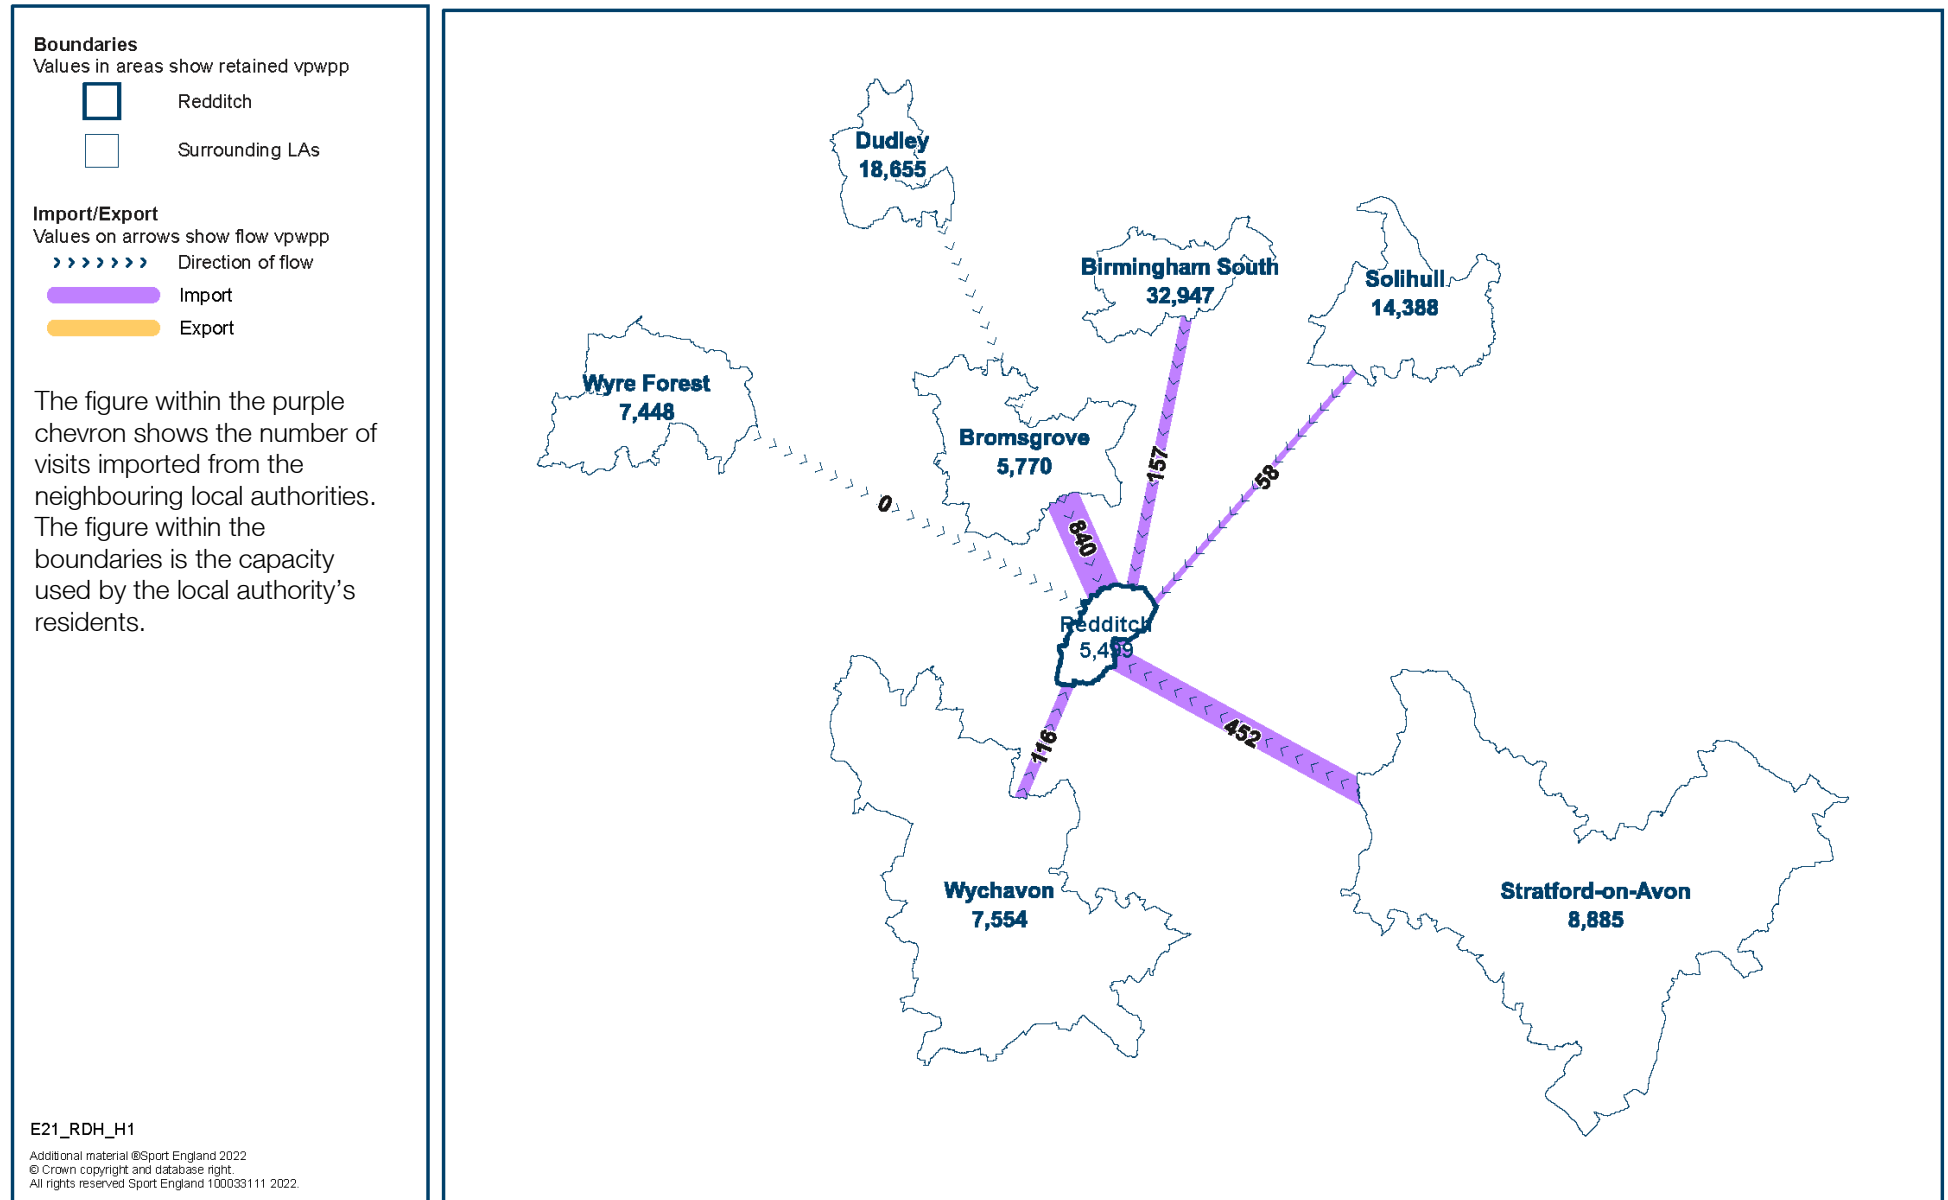 Boundaries
Values in areas show retained vpwpp
Redditch
Surrounding LAs
Import/Export
Values on arrows show flow vpwpp
Direction of flow
Import
Export
The figure within the purple
chevron shows the number of
visits imported from the
neighbouring local authorities.
The figure within the
boundaries is the capacity
used by the local authority's
residents.
E21_RDH_H1
Additional material ®Sport England 2022
© Crown copyright and database right.
All rights reserved Sport England 100033111 2022.
Dudley
18,655
Birmingham South
32,947
Solihull
14,388
Wyre Forest
7,448
Bromsgrove
5,770
157
58
0
840
Redditch
5,499
116
452
Wychavon
7,554
Stratford-on-Avon
8,885